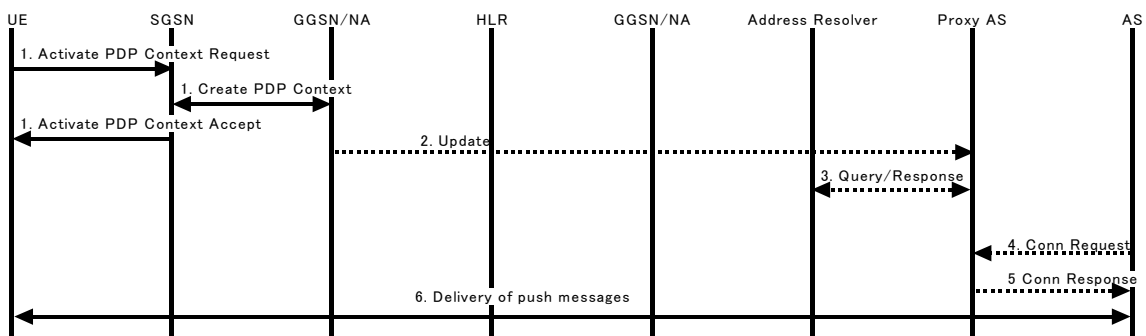 UE SGSN GGSN/NA HLR GGSN/NA Address Resolver Proxy AS AS
1. Activate PDP Context Request
1. Create PDP Context
1. Activate PDP Context Accept
2. Update
3. Query/Response
4. Conn Request
5 Conn Response
6. Delivery of push messages